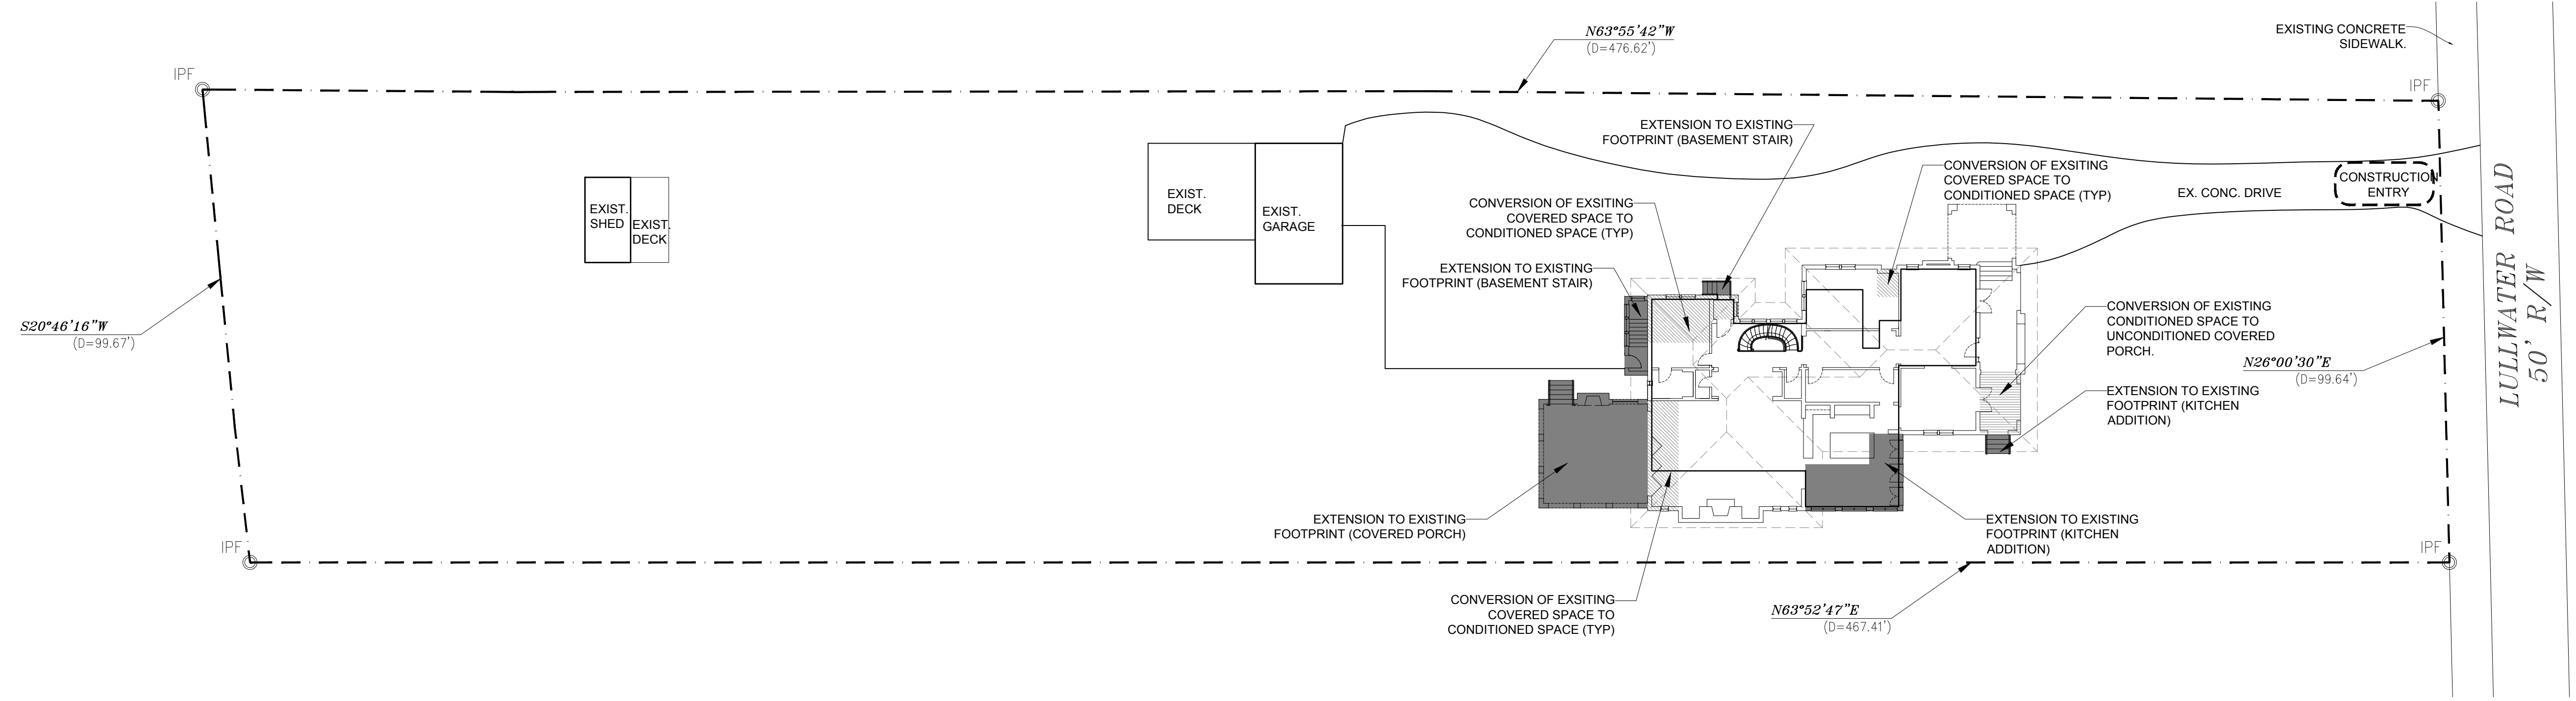 N63°55'42"W
(D=476.62')
EXISTING CONCRETE
SIDEWALK.
IPF
IPF
EXTENSION TO EXISTING
FOOTPRINT (BASEMENT STAIR)
CONVERSION OF EXSITING
COVERED SPACE TO
CONDITIONED SPACE (TYP)
CONSTRUCTION
ENTRY
EX. CONC. DRIVE
EXIST.
DECK
EXIST.
GARAGE
EXIST.
SHED
EXIST.
DECK
CONVERSION OF EXSITING
COVERED SPACE TO
CONDITIONED SPACE (TYP)
EXTENSION TO EXISTING
FOOTPRINT (BASEMENT STAIR)
LULLWATER ROAD
50' R/W
S20°46'16"W
(D=99.67')
CONVERSION OF EXISTING
CONDITIONED SPACE TO
UNCONDITIONED COVERED
PORCH.
N26°00'30"E
(D=99.64')
EXTENSION TO EXISTING
FOOTPRINT (KITCHEN
ADDITION)
EXTENSION TO EXISTING
FOOTPRINT (COVERED PORCH)
EXTENSION TO EXISTING
FOOTPRINT (KITCHEN
ADDITION)
IPF
IPF
CONVERSION OF EXSITING
COVERED SPACE TO
CONDITIONED SPACE (TYP)
N63°52'47"E
(D=467.41')